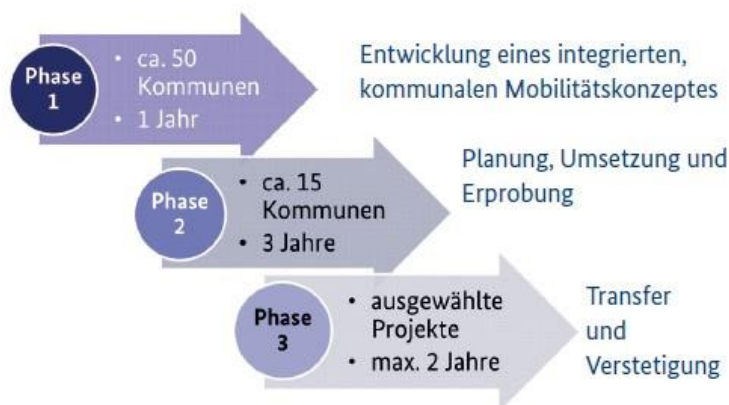 Phase
1
• ca. 50
Kommunen
• 1 Jahr
Entwicklung eines integrierten,
kommunalen Mobilitätskonzeptes
Phase
2
• ca. 15
Kommunen
• 3 Jahre
Planung, Umsetzung und
Erprobung
Phase
3
• ausgewählte
Projekte
• max. 2 Jahre
Transfer
und
Verstetigung